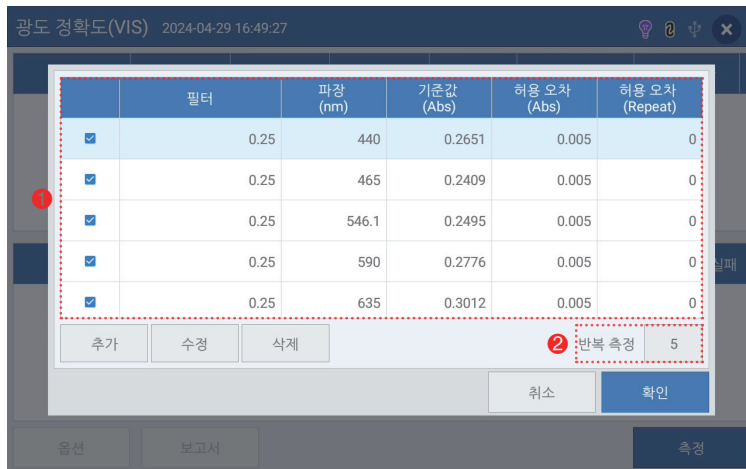 광도 정확도(VIS) 2024-04-29 16:49:27
필터 파장 (nm) 기준값 (Abs) 허용 오차 (Abs) 허용 오차 (Repeat)
0.25 440 0.2651 0.005 0
0.25 465 0.2409 0.005 0
1
0.25 546.1 0.2495 0.005 0
0.25 590 0.2776 0.005 0
실패
0.25 635 0.3012 0.005 0
추가 수정 삭제 2 반복 측정 5
취소 확인
옵션 보고서 측정